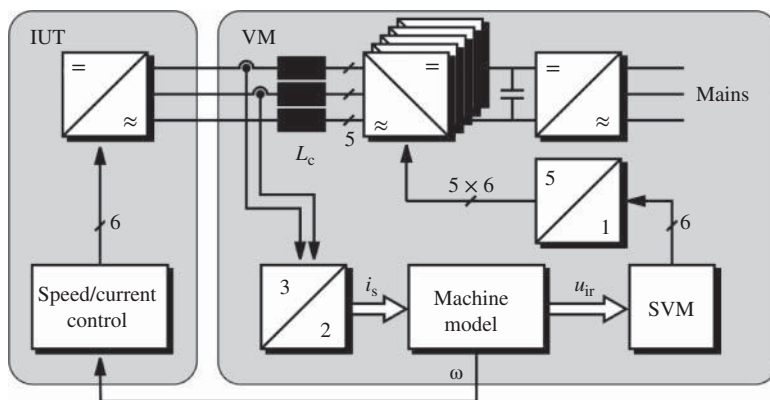 IUT
VM
=
≈
=
≈
=
≈
Mains
5
L_c
5 × 6
5
1
6
6
Speed/current
control
3
2
i_s
Machine
model
u_ir
SVM
ω